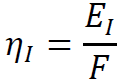 η_I = E_I / F